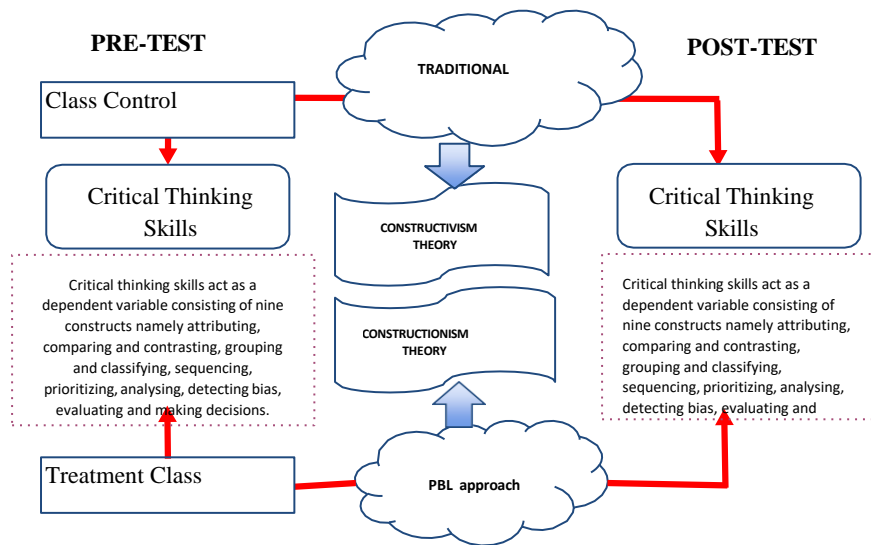 PRE-TEST
TRADITIONAL
POST-TEST
Class Control
Critical Thinking
Skills
CONSTRUCTIVISM
THEORY
Critical Thinking
Skills
Critical thinking skills act as a
dependent variable consisting of nine
constructs namely attributing,
comparing and contrasting, grouping
and classifying, sequencing,
prioritizing, analysing, detecting bias,
evaluating and making decisions.
CONSTRUCTIONISM
THEORY
Critical thinking skills act as a
dependent variable consisting of
nine constructs namely attributing,
comparing and contrasting,
grouping and classifying,
sequencing, prioritizing, analysing,
detecting bias, evaluating and
Treatment Class
PBL approach